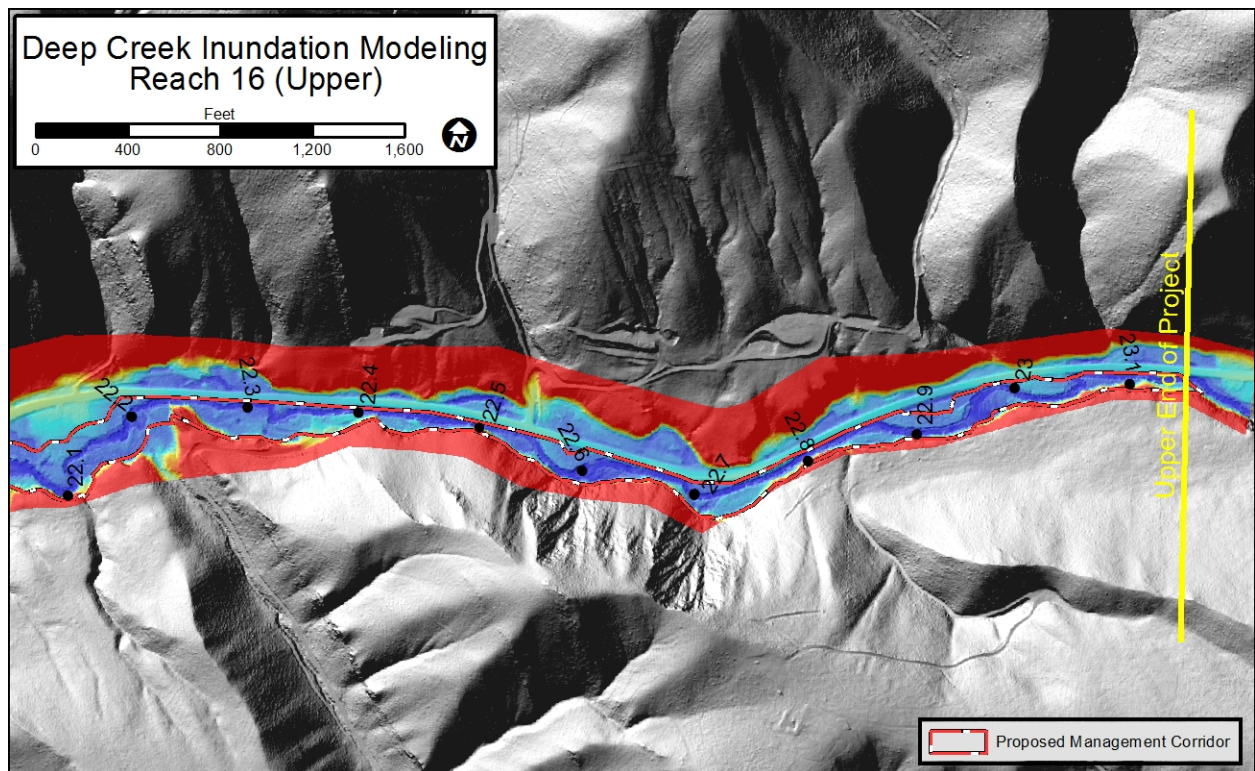 Deep Creek Inundation Modeling
Reach 16 (Upper)
Feet
0 400 800 1,200 1,600
N
22.1
22.2
22.3
22.4
22.5
22.6
22.7
22.8
22.9
23
23.1
Upper End of Project
Proposed Management Corridor